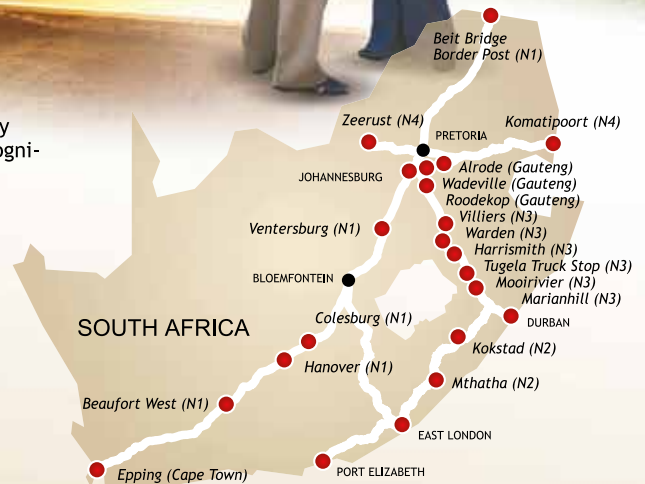 y
ogni-
Beit Bridge
Border Post (N1)
Zeerust (N4)
Komatipoort (N4)
PRETORIA
JOHANNESBURG
Alrode (Gauteng)
Wadeville (Gauteng)
Roodekop (Gauteng)
Villiers (N3)
Ventersburg (N1)
Warden (N3)
Harrismith (N3)
Tugela Truck Stop (N3)
BLOEMFONTEIN
Mooirivier (N3)
Marianhill (N3)
Colesburg (N1)
DURBAN
SOUTH AFRICA
Kokstad (N2)
Hanover (N1)
Mthatha (N2)
Beaufort West (N1)
EAST LONDON
Epping (Cape Town)
PORT ELIZABETH